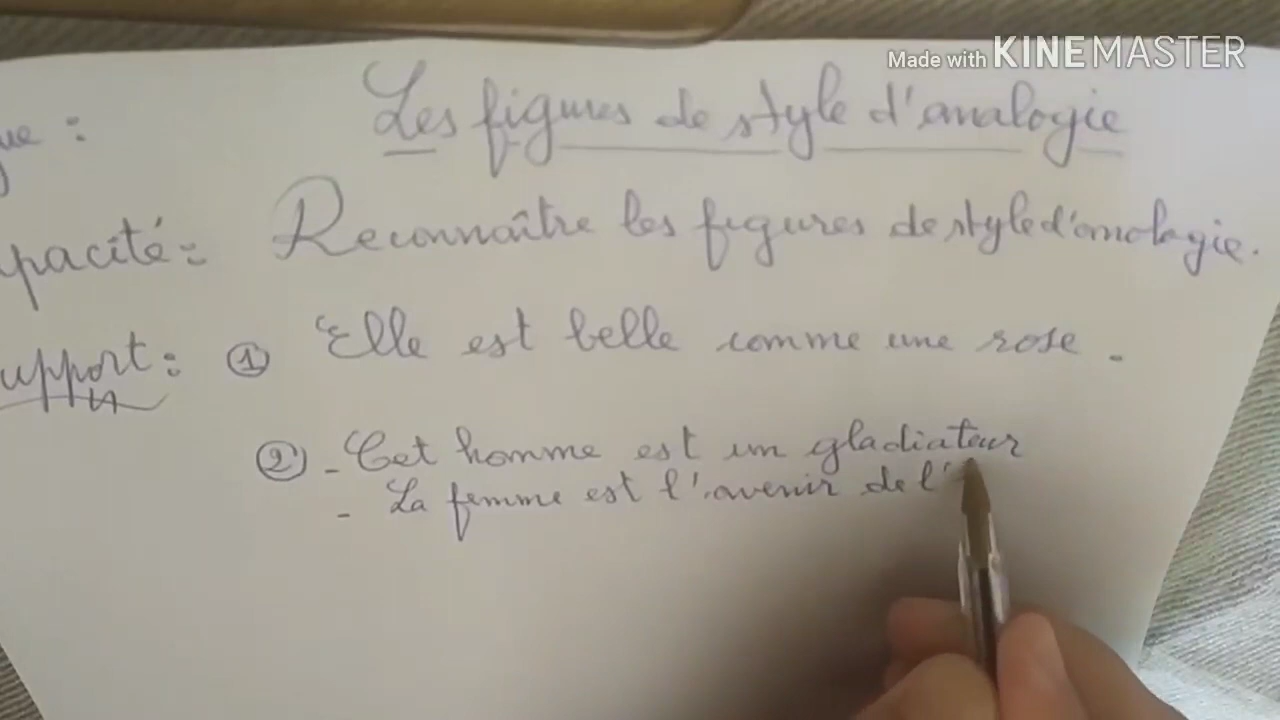 Made with KINEMASTER
ue : Les figures de style d'analogie
pacité : Reconnaître les figures de style d'analogie.
upport : ① Elle est belle comme une rose.
② - Cet homme est un gladiateur
- La femme est l'avenir de l'